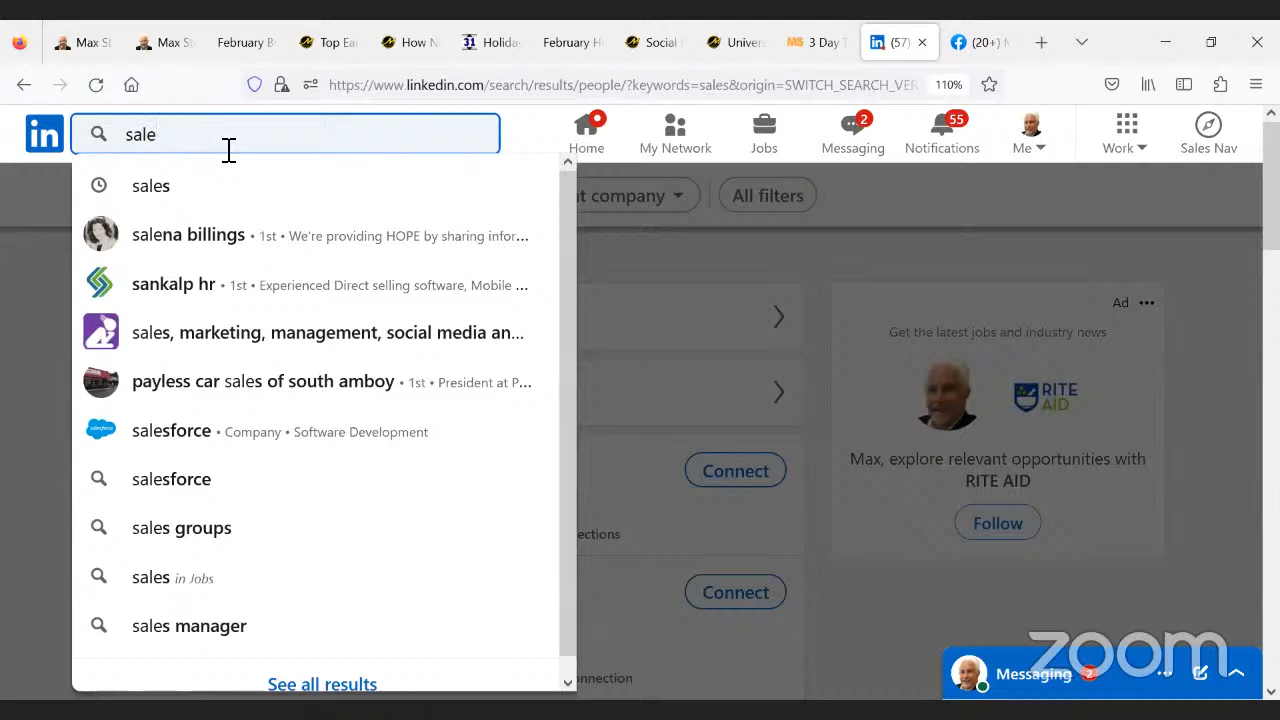 Max St
Max S
February B
Top Ea
How N
31 Holida
February H
Social
Univer
MS 3 Day T
in (57)
(20+) N
https://www.linkedin.com/search/results/people/?keywords=sales&origin=SWITCH_SEARCH_VER
110%
in
sale
Home
My Network
Jobs
2
Messaging
55
Notifications
Me
Work
Sales Nav
sales
t company
All filters
salena billings • 1st • We're providing HOPE by sharing infor...
sankalp hr • 1st • Experienced Direct selling software, Mobile ...
sales, marketing, management, social media an...
payless car sales of south amboy • 1st • President at P...
salesforce • Company • Software Development
salesforce
sales groups
sales in Jobs
sales manager
See all results
Connect
ections
Connect
nnection
Ad
Get the latest jobs and industry news
RITE
AID
Max, explore relevant opportunities with
RITE AID
Follow
zoom
Messaging 2